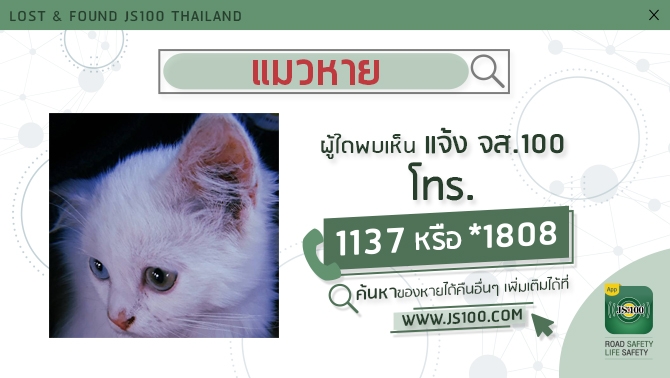 LOST & FOUND JS100 THAILAND
X
แมวหาย
ผู้ใดพบเห็น แจ้ง จส.100
โทร.
1137 หรือ *1808
ค้นหาของหายได้คืนอื่นๆ เพิ่มเติมได้ที่
WWW.JS100.COM
App
JS100
ROAD SAFETY
LIFE SAFETY